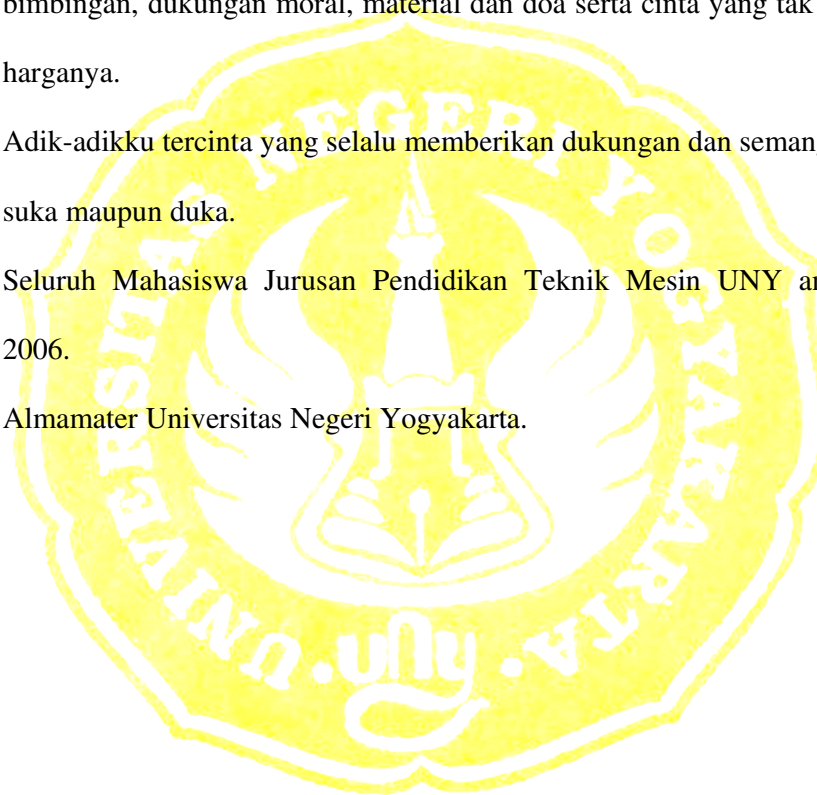 bimbingan, dukungan moral, material dan doa serta cinta yang tak
harganya.
Adik-adikku tercinta yang selalu memberikan dukungan dan seman
suka maupun duka.
Seluruh Mahasiswa Jurusan Pendidikan Teknik Mesin UNY an
2006.
Almamater Universitas Negeri Yogyakarta.
UNIVERSITAS NEGERI YOGYAKARTA
uny